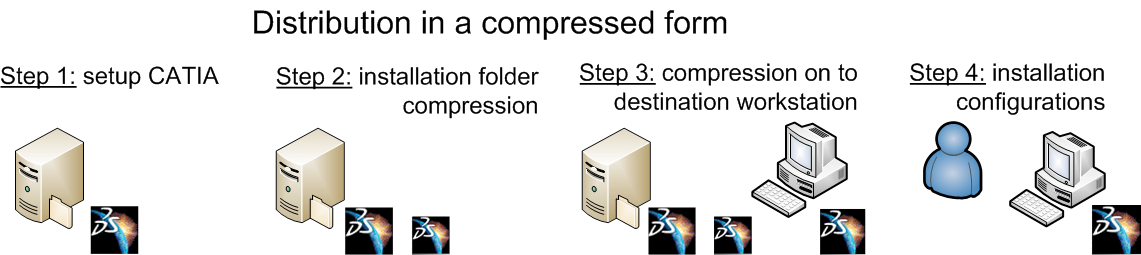 Distribution in a compressed form
Step 1: setup CATIA
Step 2: installation folder
compression
Step 3: compression on to
destination workstation
Step 4: installation
configurations